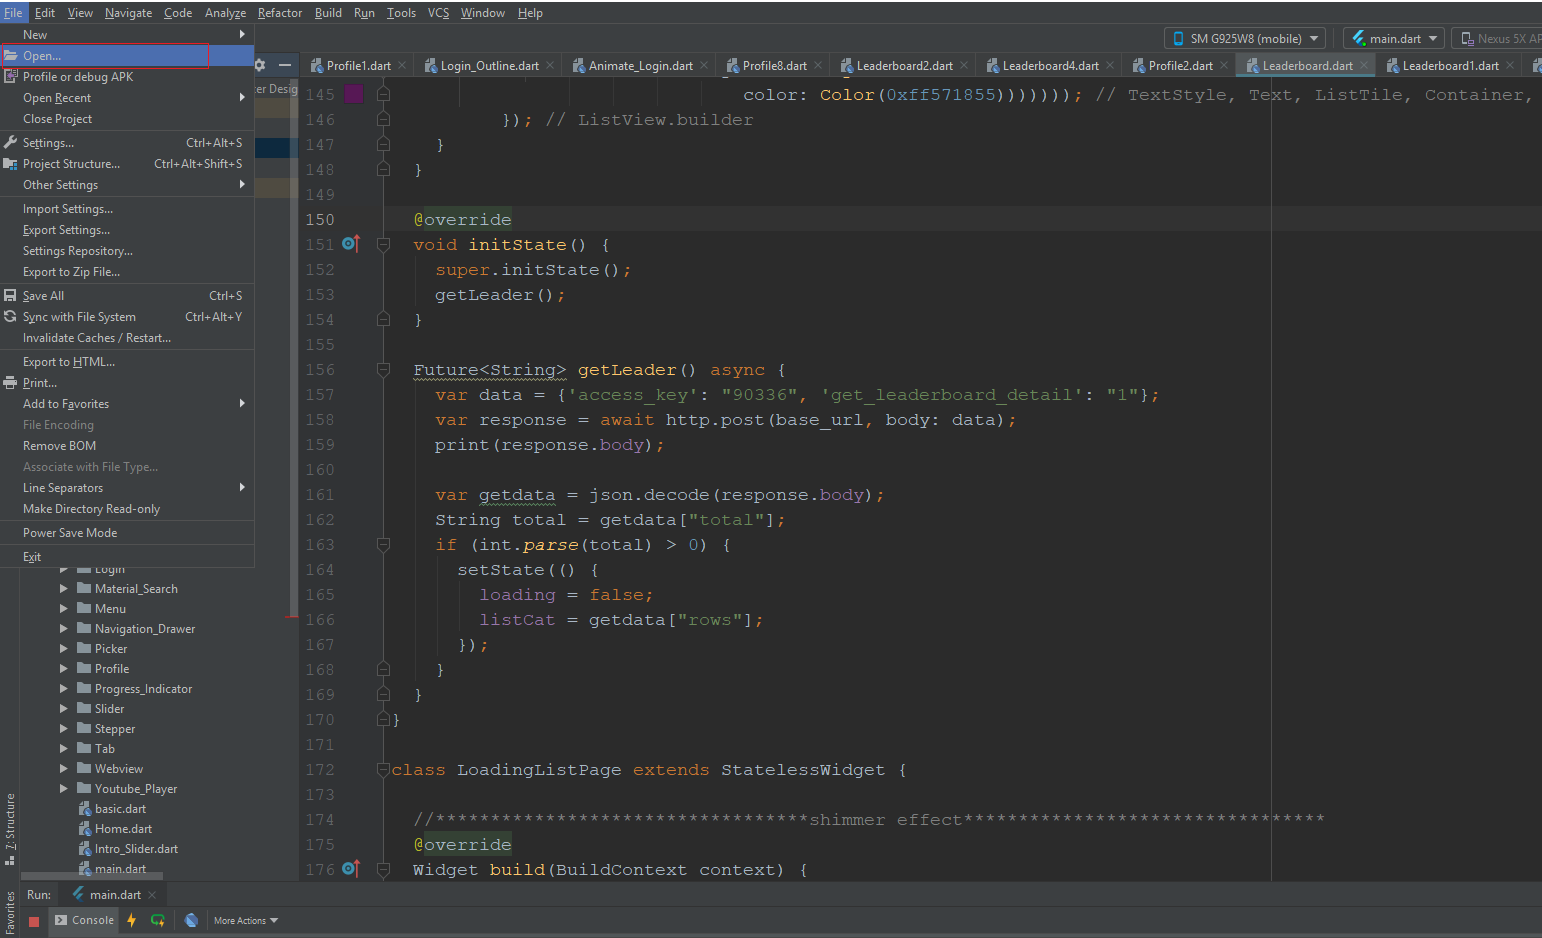 File Edit View Navigate Code Analyze Refactor Build Run Tools VCS Window Help
SM G925W8 (mobile) main.dart Nexus 5X AP
New
Open...
Profile or debug APK
Open Recent
Close Project
Settings... Ctrl+Alt+S
Project Structure... Ctrl+Alt+Shift+S
Other Settings
Import Settings...
Export Settings...
Settings Repository...
Export to Zip File...
Save All Ctrl+S
Sync with File System Ctrl+Alt+Y
Invalidate Caches / Restart...
Export to HTML...
Print...
Add to Favorites
File Encoding
Remove BOM
Associate with File Type...
Line Separators
Make Directory Read-only
Power Save Mode
Exit
ter Desig
Login
Material_Search
Menu
Navigation_Drawer
Picker
Profile
Progress_Indicator
Slider
Stepper
Tab
Webview
Youtube_Player
basic.dart
Home.dart
Intro_Slider.dart
main.dart
Profile1.dart Login_Outline.dart Animate_Login.dart Profile8.dart Leaderboard2.dart Leaderboard4.dart Profile2.dart Leaderboard.dart Leaderboard1.dart
145 color: Color(0xff571855))))))); // TextStyle, Text, ListTile, Container,
146 }); // ListView.builder
147 }
148 }
149
150 @override
151 void initState() {
152 super.initState();
153 getLeader();
154 }
155
156 Future<String> getLeader() async {
157 var data = {'access_key': "90336", 'get_leaderboard_detail': "1"};
158 var response = await http.post(base_url, body: data);
159 print(response.body);
160
161 var getdata = json.decode(response.body);
162 String total = getdata["total"];
163 if (int.parse(total) > 0) {
164 setState(() {
165 loading = false;
166 listCat = getdata["rows"];
167 });
168 }
169 }
170 }
171
172 class LoadingListPage extends StatelessWidget {
173
174 //**********************************shimmer effect*********************************
175 @override
176 Widget build(BuildContext context) {
7: Structure
Favorites
Run: main.dart
Console More Actions